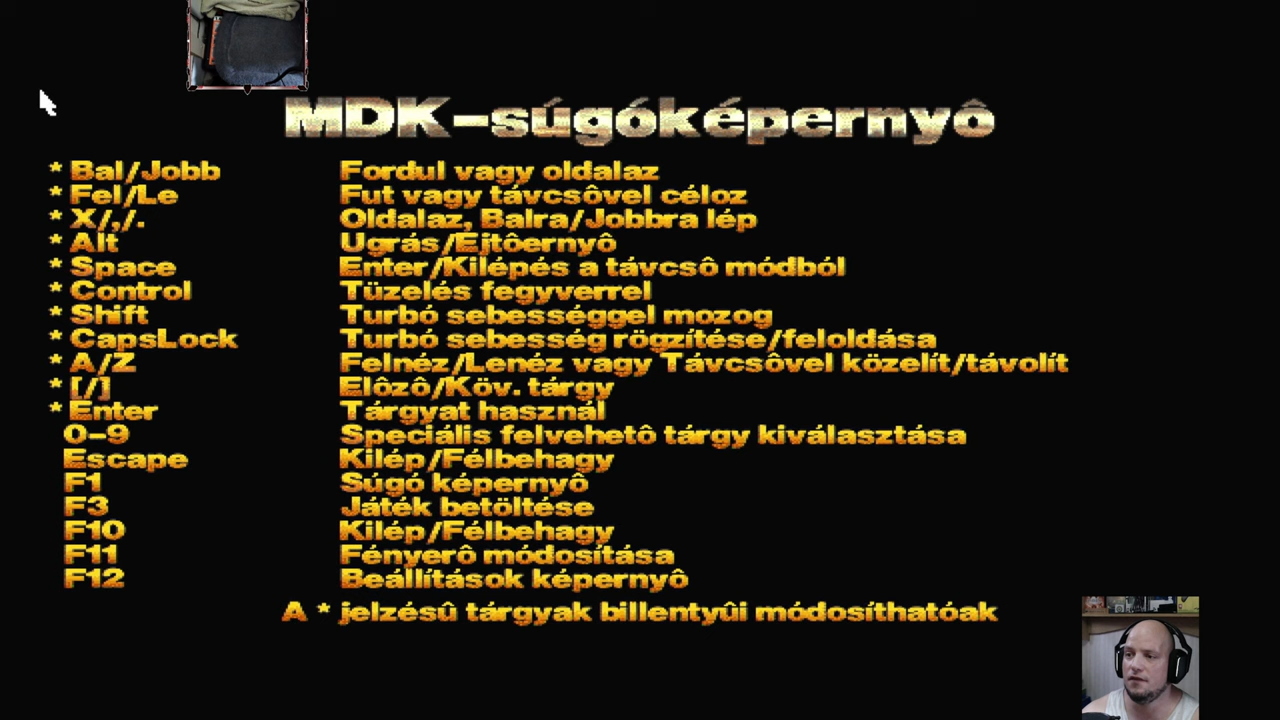 MDK-súgóképernyô
* Bal/Jobb Fordul vagy oldalaz
* Fel/Le Fut vagy távcsôvel céloz
* X/,/. Oldalaz, Balra/Jobbra lép
* Alt Ugrás/Ejtôernyô
* Space Enter/Kilépés a távcsô módból
* Control Tüzelés fegyverrel
* Shift Turbó sebességgel mozog
* CapsLock Turbó sebesség rögzítése/feloldása
* A/Z Felnéz/Lenéz vagy Távcsôvel közelít/távolít
* [/] Elôzô/Köv. tárgy
* Enter Tárgyat használ
0-9 Speciális felvehetô tárgy kiválasztása
Escape Kilép/Félbehagy
F1 Súgó képernyô
F3 Játék betöltése
F10 Kilép/Félbehagy
F11 Fényerô módosítása
F12 Beállítások képernyô
A * jelzésû tárgyak billentyûi módosíthatóak